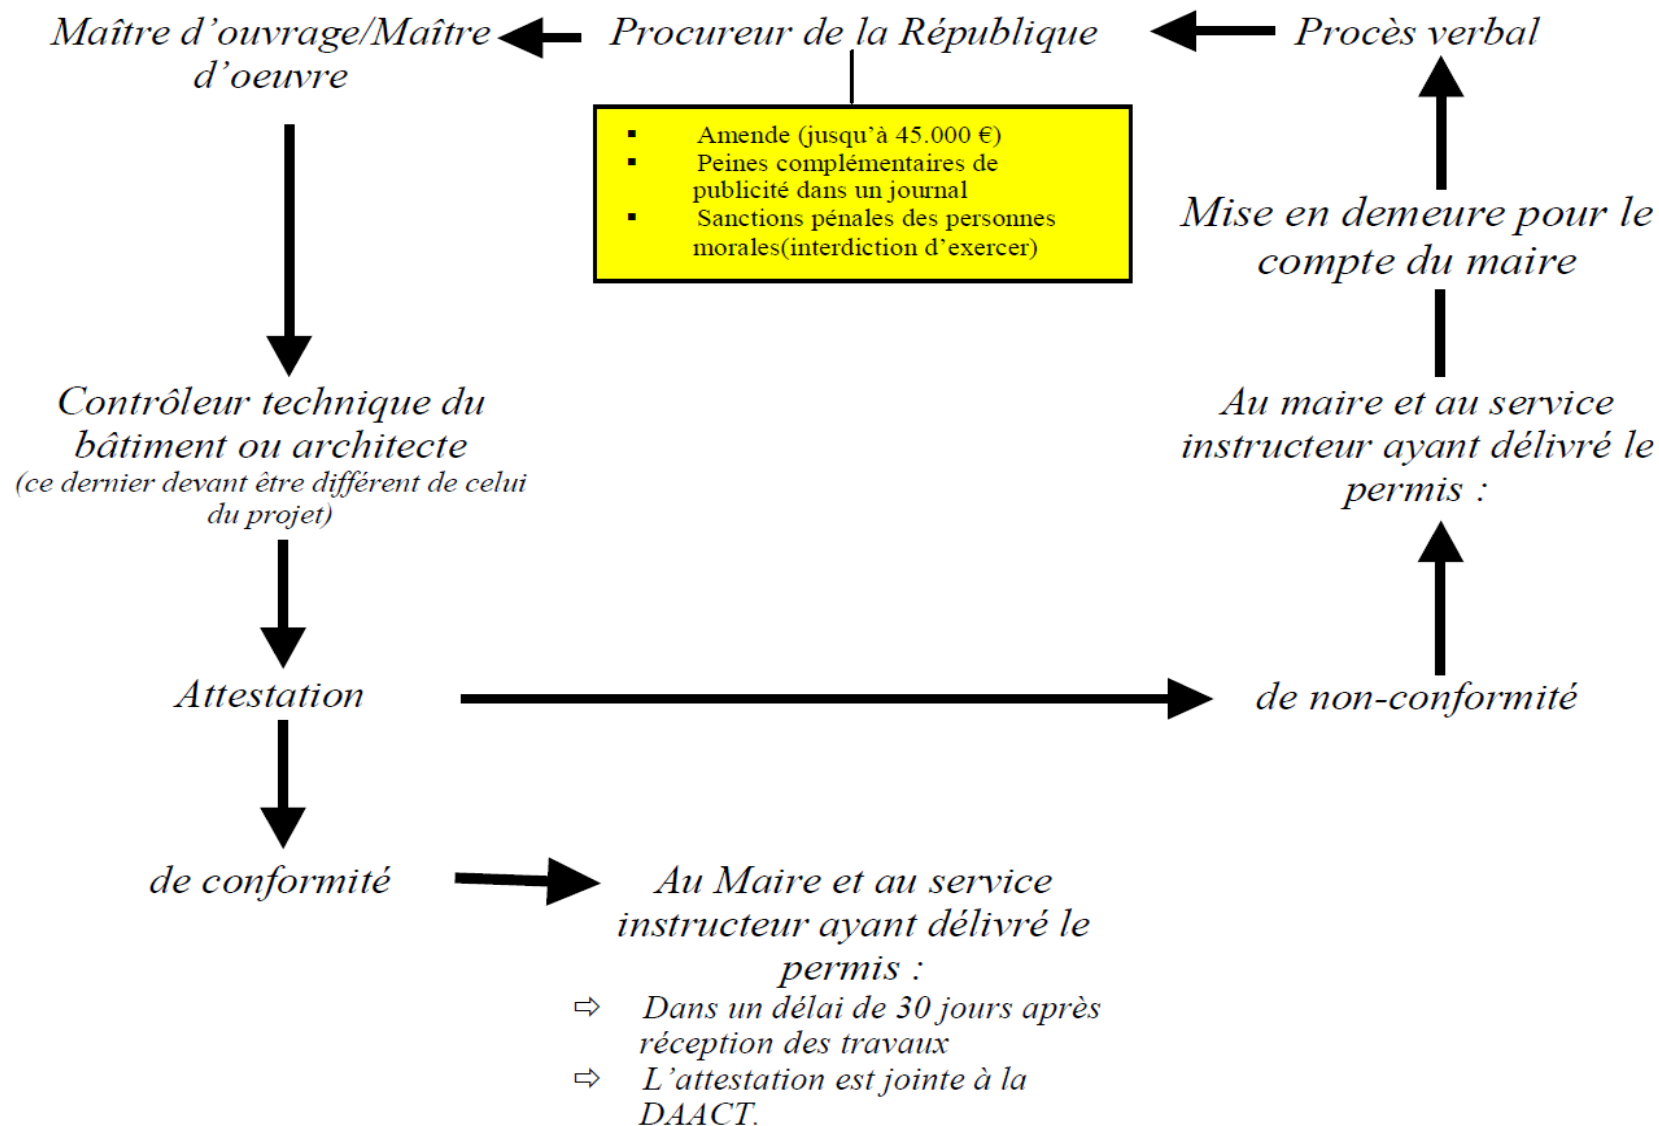 Maître d'ouvrage/Maître
d'oeuvre
Procureur de la République
Procès verbal
▪ Amende (jusqu'à 45.000 €)
▪ Peines complémentaires de
publicité dans un journal
▪ Sanctions pénales des personnes
morales(interdiction d'exercer)
Mise en demeure pour le
compte du maire
Contrôleur technique du
bâtiment ou architecte
(ce dernier devant être différent de celui
du projet)
Au maire et au service
instructeur ayant délivré le
permis :
Attestation
de non-conformité
de conformité
Au Maire et au service
instructeur ayant délivré le
permis :
⇨ Dans un délai de 30 jours après
réception des travaux
⇨ L'attestation est jointe à la
DAACT.